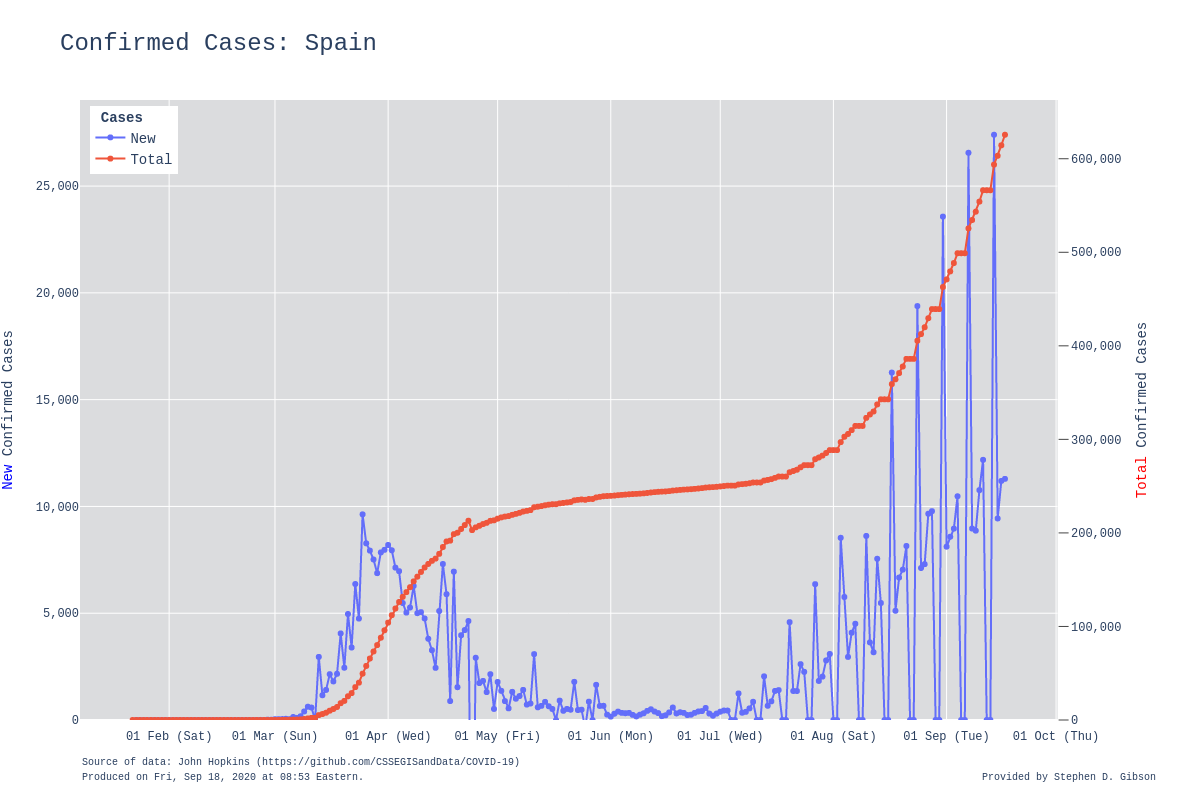 Confirmed Cases: Spain
Cases
New
Total
25,000
20,000
15,000
10,000
5,000
0
600,000
500,000
400,000
300,000
200,000
100,000
0
New Confirmed Cases
Total Confirmed Cases
01 Feb (Sat) 01 Mar (Sun) 01 Apr (Wed) 01 May (Fri) 01 Jun (Mon) 01 Jul (Wed) 01 Aug (Sat) 01 Sep (Tue) 01 Oct (Thu)
Source of data: John Hopkins (https://github.com/CSSEGISandData/COVID-19)
Produced on Fri, Sep 18, 2020 at 08:53 Eastern.
Provided by Stephen D. Gibson